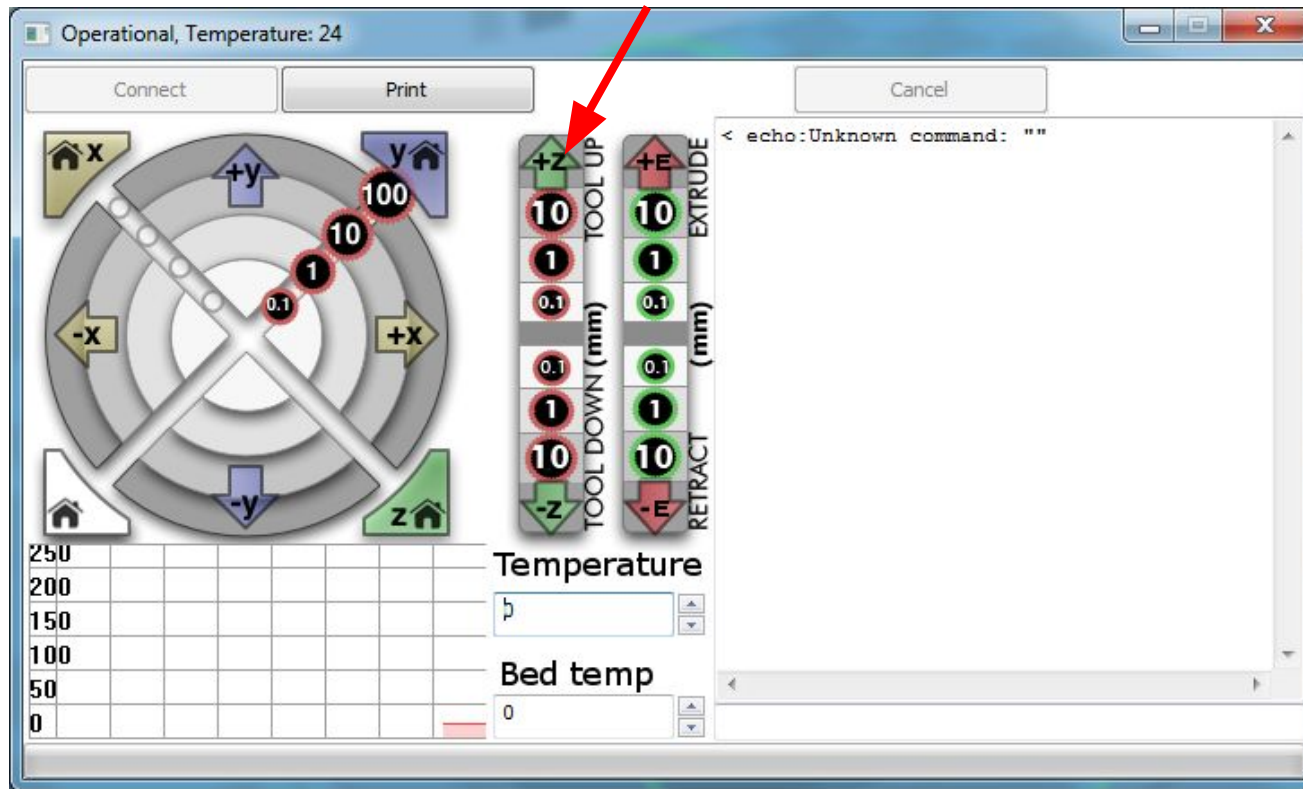 Operational, Temperature: 24
Connect
Print
Cancel
< echo:Unknown command: ""
x
+y
y
100
10
1
0.1
-x
+x
-y
z
+Z
10
1
0.1
0.1
1
10
-Z
TOOL UP
TOOL DOWN (mm)
+E
10
1
0.1
0.1
1
10
-E
EXTRUDE
RETRACT (mm)
250
200
150
100
50
0
Temperature
Bed temp
0